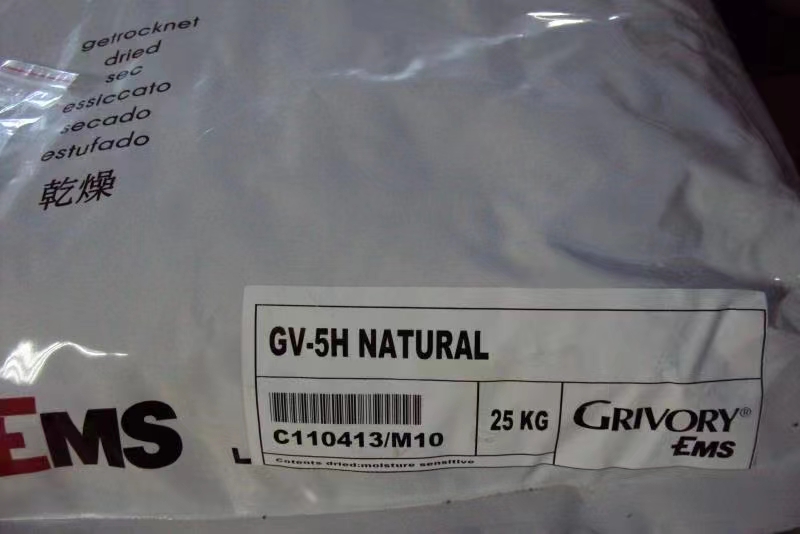 getrocknet
dried
sec
essiccato
secado
estufado
乾燥
GV-5H NATURAL
C110413/M10
25 KG
GRIVORY®
EMS
Cotents dried:moisture sensitive
EMS
L